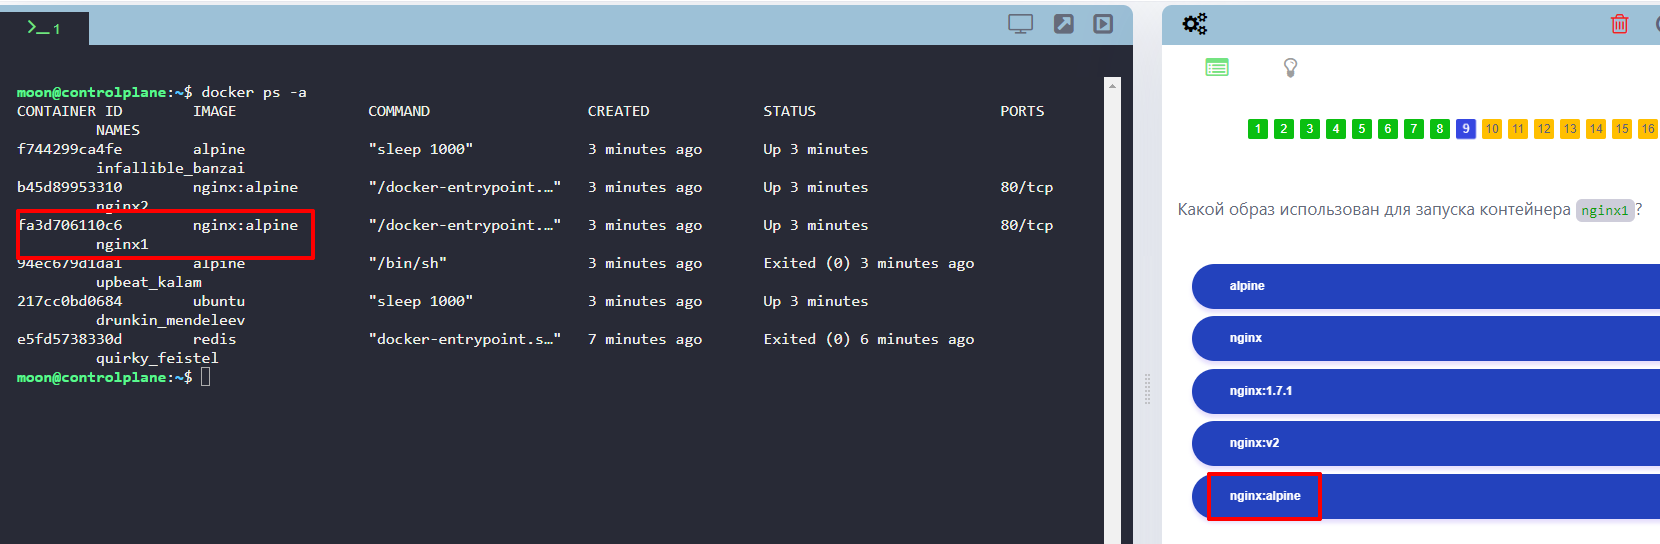 >_ 1
moon@controlplane:~$ docker ps -a
CONTAINER ID IMAGE COMMAND CREATED STATUS PORTS
NAMES
f744299ca4fe alpine "sleep 1000" 3 minutes ago Up 3 minutes
infallible_banzai
b45d89953310 nginx:alpine "/docker-entrypoint.…" 3 minutes ago Up 3 minutes 80/tcp
nginx2
fa3d706110c6 nginx:alpine "/docker-entrypoint.…" 3 minutes ago Up 3 minutes 80/tcp
nginx1
94ec679d1da1 alpine "/bin/sh" 3 minutes ago Exited (0) 3 minutes ago
upbeat_kalam
217cc0bd0684 ubuntu "sleep 1000" 3 minutes ago Up 3 minutes
drunkin_mendeleev
e5fd5738330d redis "docker-entrypoint.s…" 7 minutes ago Exited (0) 6 minutes ago
quirky_feistel
moon@controlplane:~$
1 2 3 4 5 6 7 8 9 10 11 12 13 14 15 16
Какой образ использован для запуска контейнера nginx1?
alpine
nginx
nginx:1.7.1
nginx:v2
nginx:alpine